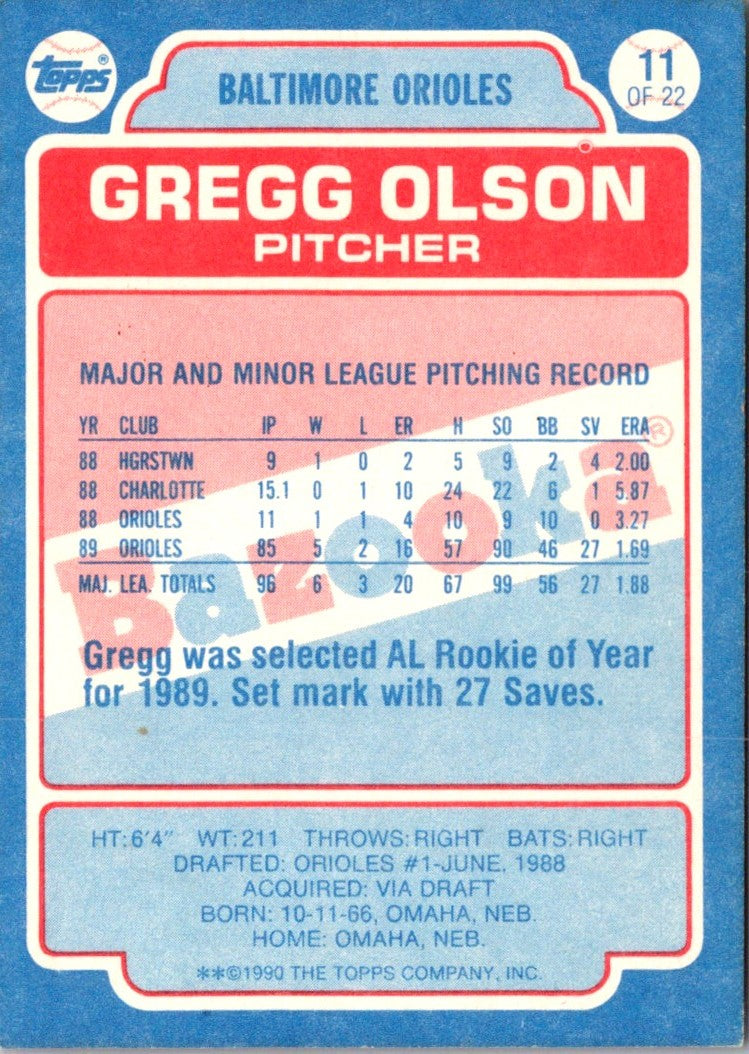 Topps®
BALTIMORE ORIOLES
11
OF 22
GREGG OLSON
PITCHER
MAJOR AND MINOR LEAGUE PITCHING RECORD
YR CLUB IP W L ER H SO BB SV ERA
88 HGRSTWN 9 1 0 2 5 9 2 4 2.00
88 CHARLOTTE 15.1 0 1 10 24 22 6 1 5.87
88 ORIOLES 11 1 1 4 10 9 10 0 3.27
89 ORIOLES 85 5 2 16 57 90 46 27 1.69
MAJ. LEA. TOTALS 96 6 3 20 67 99 56 27 1.88
Bazooka®
Gregg was selected AL Rookie of Year
for 1989. Set mark with 27 Saves.
HT:6'4" WT:211 THROWS:RIGHT BATS:RIGHT
DRAFTED: ORIOLES #1-JUNE, 1988
ACQUIRED: VIA DRAFT
BORN: 10-11-66, OMAHA, NEB.
HOME: OMAHA, NEB.
**©1990 THE TOPPS COMPANY, INC.